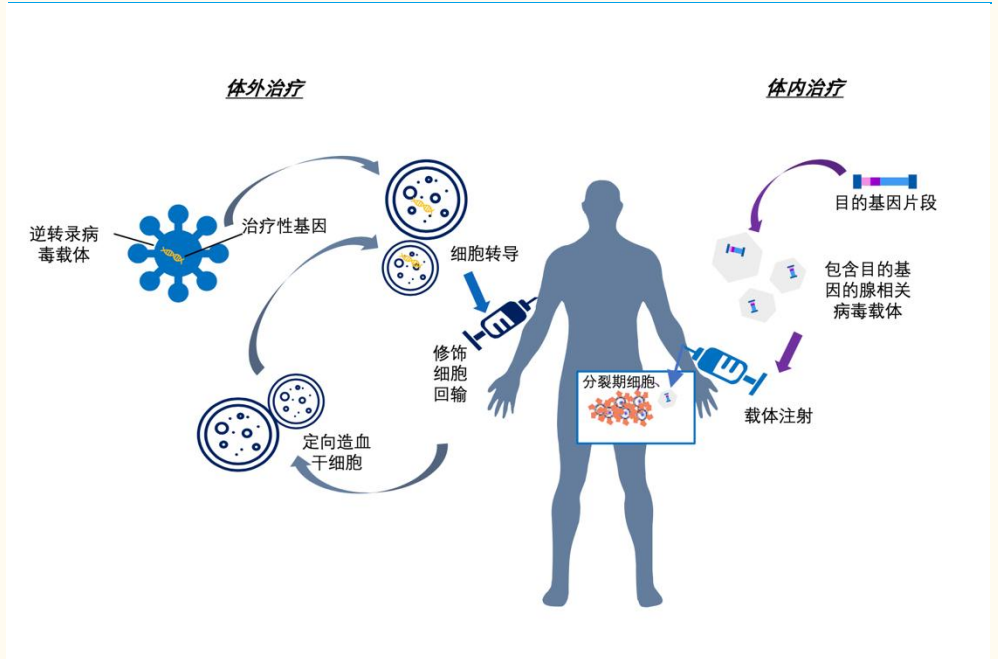 体外治疗
体内治疗
逆转录病
毒载体
治疗性基因
细胞转导
修饰
细胞
回输
定向造血
干细胞
目的基因片段
包含目的基
因的腺相关
病毒载体
分裂期细胞
载体注射